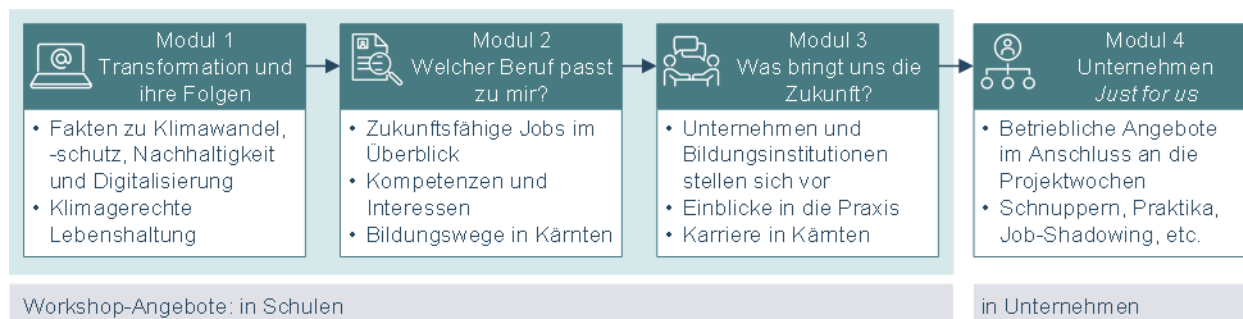 Modul 1
Transformation und
ihre Folgen
• Fakten zu Klimawandel,
-schutz, Nachhaltigkeit
und Digitalisierung
• Klimagerechte
Lebenshaltung
Modul 2
Welcher Beruf passt
zu mir?
• Zukunftsfähige Jobs im
Überblick
• Kompetenzen und
Interessen
• Bildungswege in Kärnten
Modul 3
Was bringt uns die
Zukunft?
• Unternehmen und
Bildungsinstitutionen
stellen sich vor
• Einblicke in die Praxis
• Karriere in Kärnten
Modul 4
Unternehmen
Just for us
• Betriebliche Angebote
im Anschluss an die
Projektwochen
• Schnuppern, Praktika,
Job-Shadowing, etc.
Workshop-Angebote: in Schulen
in Unternehmen